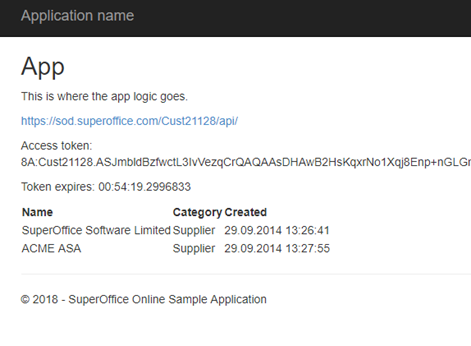 Application name
App
This is where the app logic goes.
https://sod.superoffice.com/Cust21128/api/
Access token:
8A:Cust21128.ASJmbldBzfwctL3IvVezqCrQAQAAsDHAwB2HsKqxrNo1Xqj8Enp+nGLGr
Token expires: 00:54:19.2996833
Name Category Created
SuperOffice Software Limited Supplier 29.09.2014 13:26:41
ACME ASA Supplier 29.09.2014 13:27:55
© 2018 - SuperOffice Online Sample Application